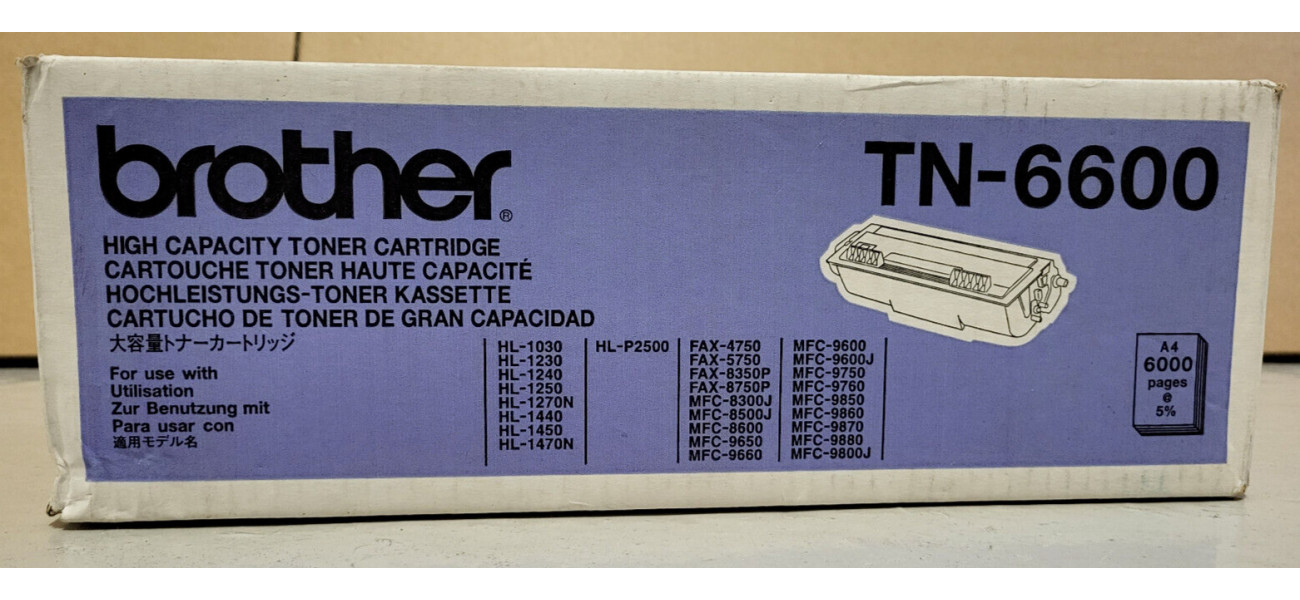 brother®
TN-6600
HIGH CAPACITY TONER CARTRIDGE
CARTOUCHE TONER HAUTE CAPACITÉ
HOCHLEISTUNGS-TONER KASSETTE
CARTUCHO DE TONER DE GRAN CAPACIDAD
大容量トナーカートリッジ
For use with
Utilisation
Zur Benutzung mit
Para usar con
適用モデル名
HL-1030
HL-1230
HL-1240
HL-1250
HL-1270N
HL-1440
HL-1450
HL-1470N
HL-P2500
FAX-4750
FAX-5750
FAX-8350P
FAX-8750P
MFC-8300J
MFC-8500J
MFC-8600
MFC-9650
MFC-9660
MFC-9600
MFC-9600J
MFC-9750
MFC-9760
MFC-9850
MFC-9860
MFC-9870
MFC-9880
MFC-9800J
A4
6000
pages
@
5%